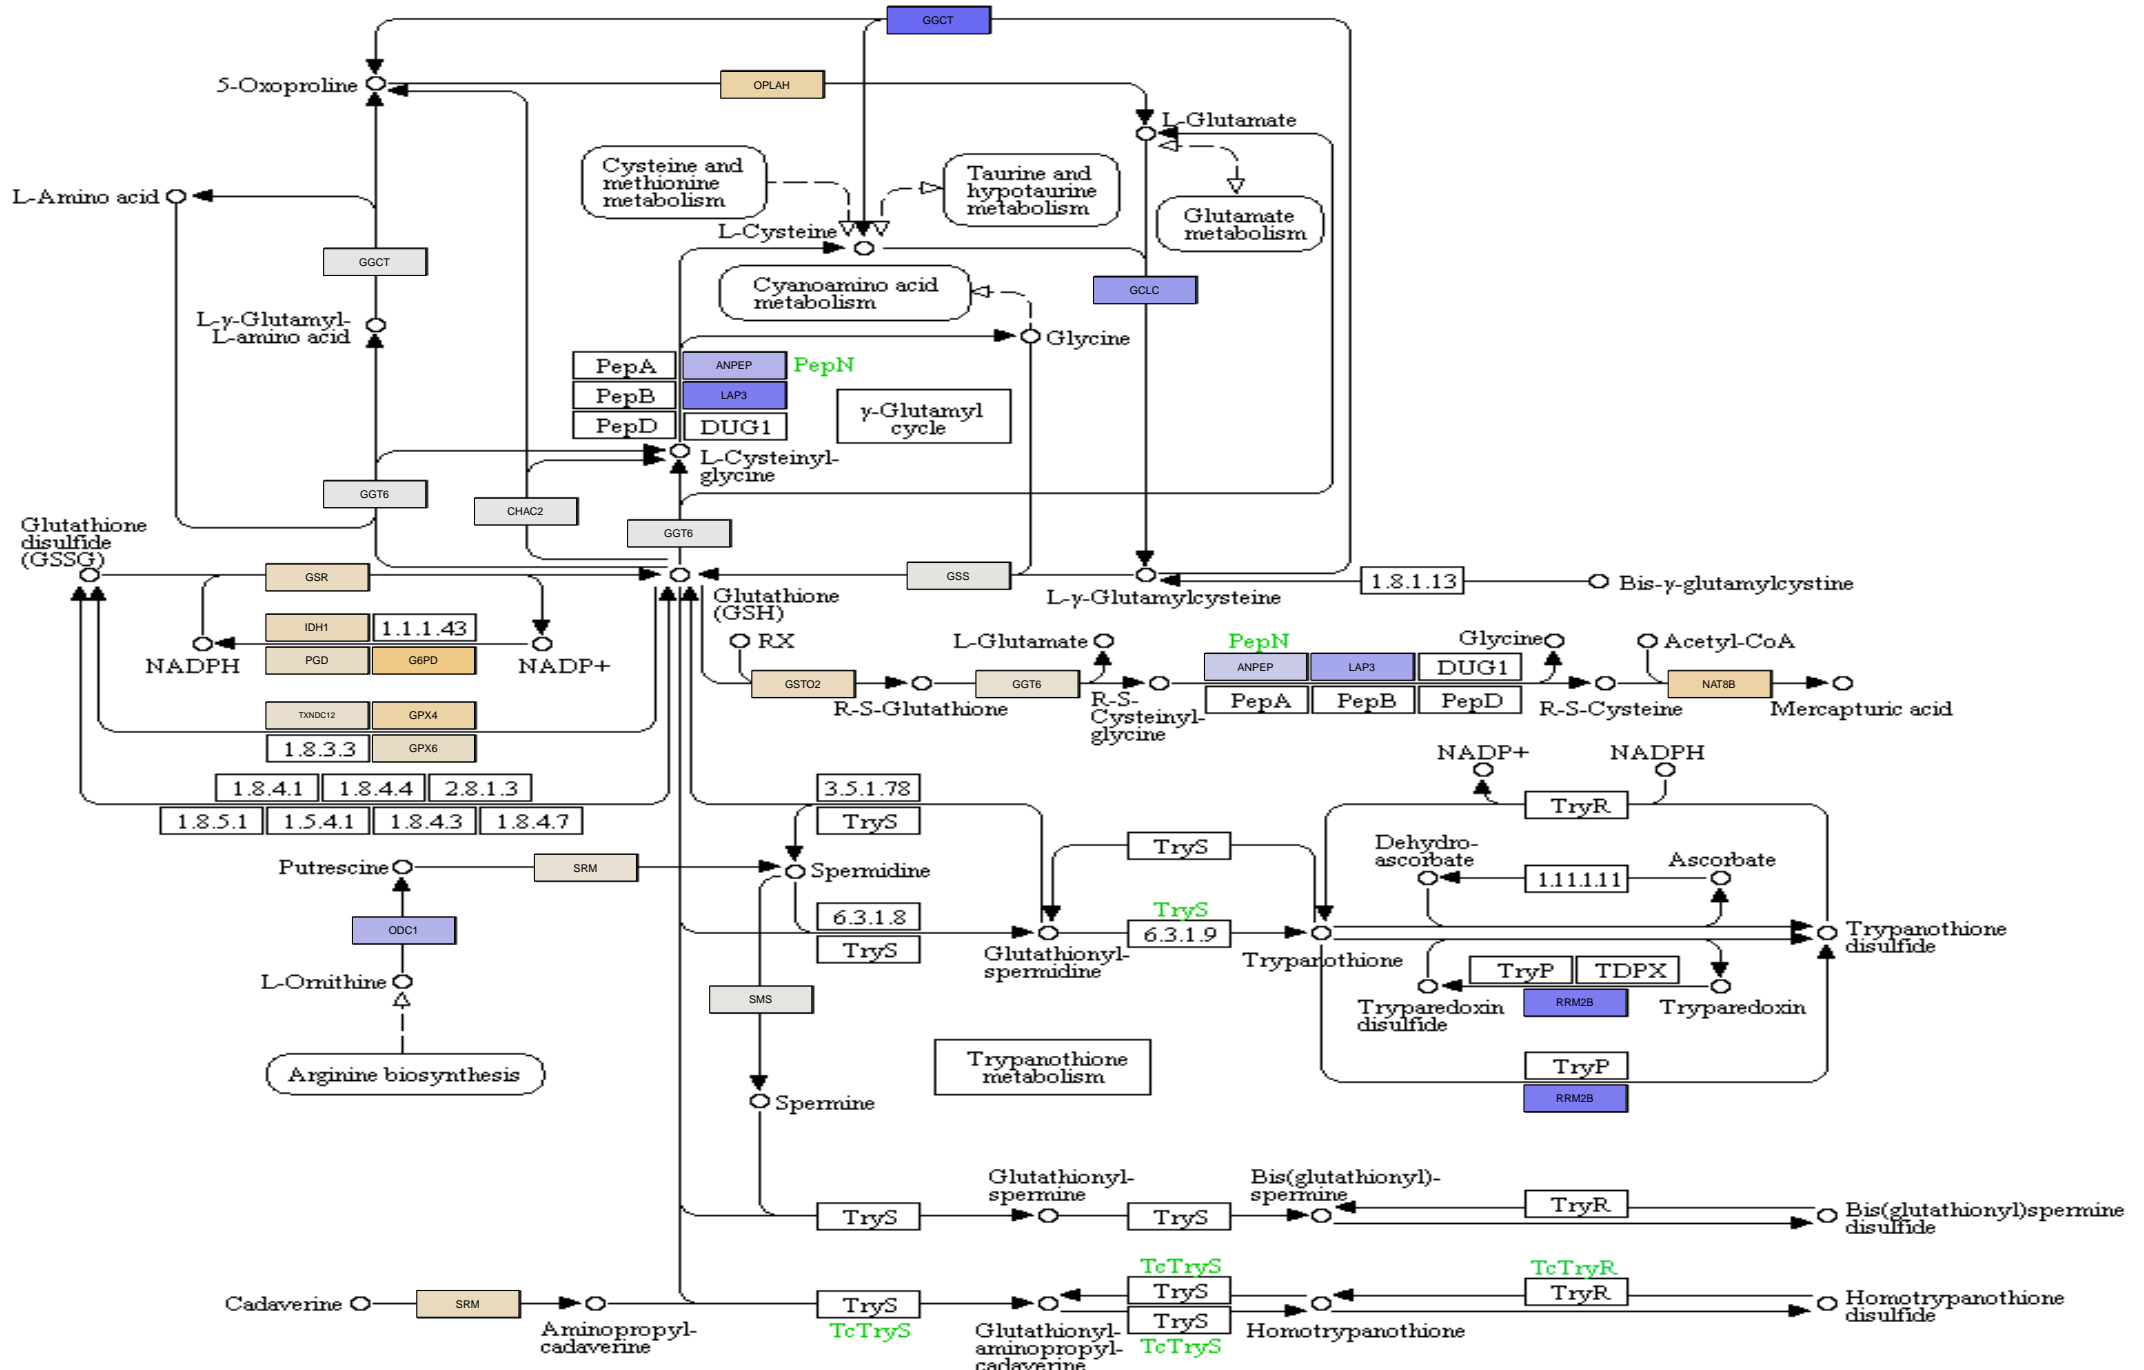 GGCT
5-Oxoproline
OPLAH
L-Glutamate
Cysteine and
methionine
metabolism
Taurine and
hypotaurine
metabolism
L-Amino acid
Glutamate
metabolism
L-Cysteine
GGCT
Cyanoamino acid
metabolism
GCLC
L-γ-Glutamyl-
L-amino acid
Glycine
PepA
ANPEP
PepN
PepB
LAP3
PepD
DUG1
γ-Glutamyl
cycle
L-Cysteinyl-
glycine
GGT6
CHAC2
GGT6
Glutathione
disulfide
(GSSG)
GSR
GSS
1.8.1.13
Bis-γ-glutamylcystine
Glutathione
(GSH)
L-γ-Glutamylcysteine
IDH1
1.1.1.43
NADPH
PGD
G6PD
NADP+
RX
L-Glutamate
PepN
Glycine
Acetyl-CoA
ANPEP
LAP3
DUG1
GSTO2
GGT6
NAT8B
R-S-Glutathione
R-S-
Cysteinyl-
glycine
PepA
PepB
PepD
R-S-Cysteine
Mercapturic acid
TXNDC12
GPX4
1.8.3.3
GPX6
1.8.4.1
1.8.4.4
2.8.1.3
1.8.5.1
1.5.4.1
1.8.4.3
1.8.4.7
3.5.1.78
TryS
NADP+
NADPH
TryR
Putrescine
SRM
Spermidine
TryS
Dehydro-
ascorbate
Ascorbate
1.11.1.11
ODC1
6.3.1.8
TryS
TryS
6.3.1.9
Glutathionyl-
spermidine
Trypanothione
Trypanothione
disulfide
L-Ornithine
SMS
TryP
TDPX
RRM2B
Tryparedoxin
disulfide
Tryparedoxin
Arginine biosynthesis
Trypanothione
metabolism
TryP
RRM2B
Spermine
Glutathionyl-
spermine
Bis(glutathionyl)-
spermine
TryS
TryS
TryR
Bis(glutathionyl)spermine
disulfide
TcTryS
TcTryR
Cadaverine
SRM
TryS
TryS
TryR
Homotrypanothione
disulfide
Aminopropyl-
cadaverine
TcTryS
Glutathionyl-
aminopropyl-
cadaverine
TryS
TcTryS
Homotrypanothione